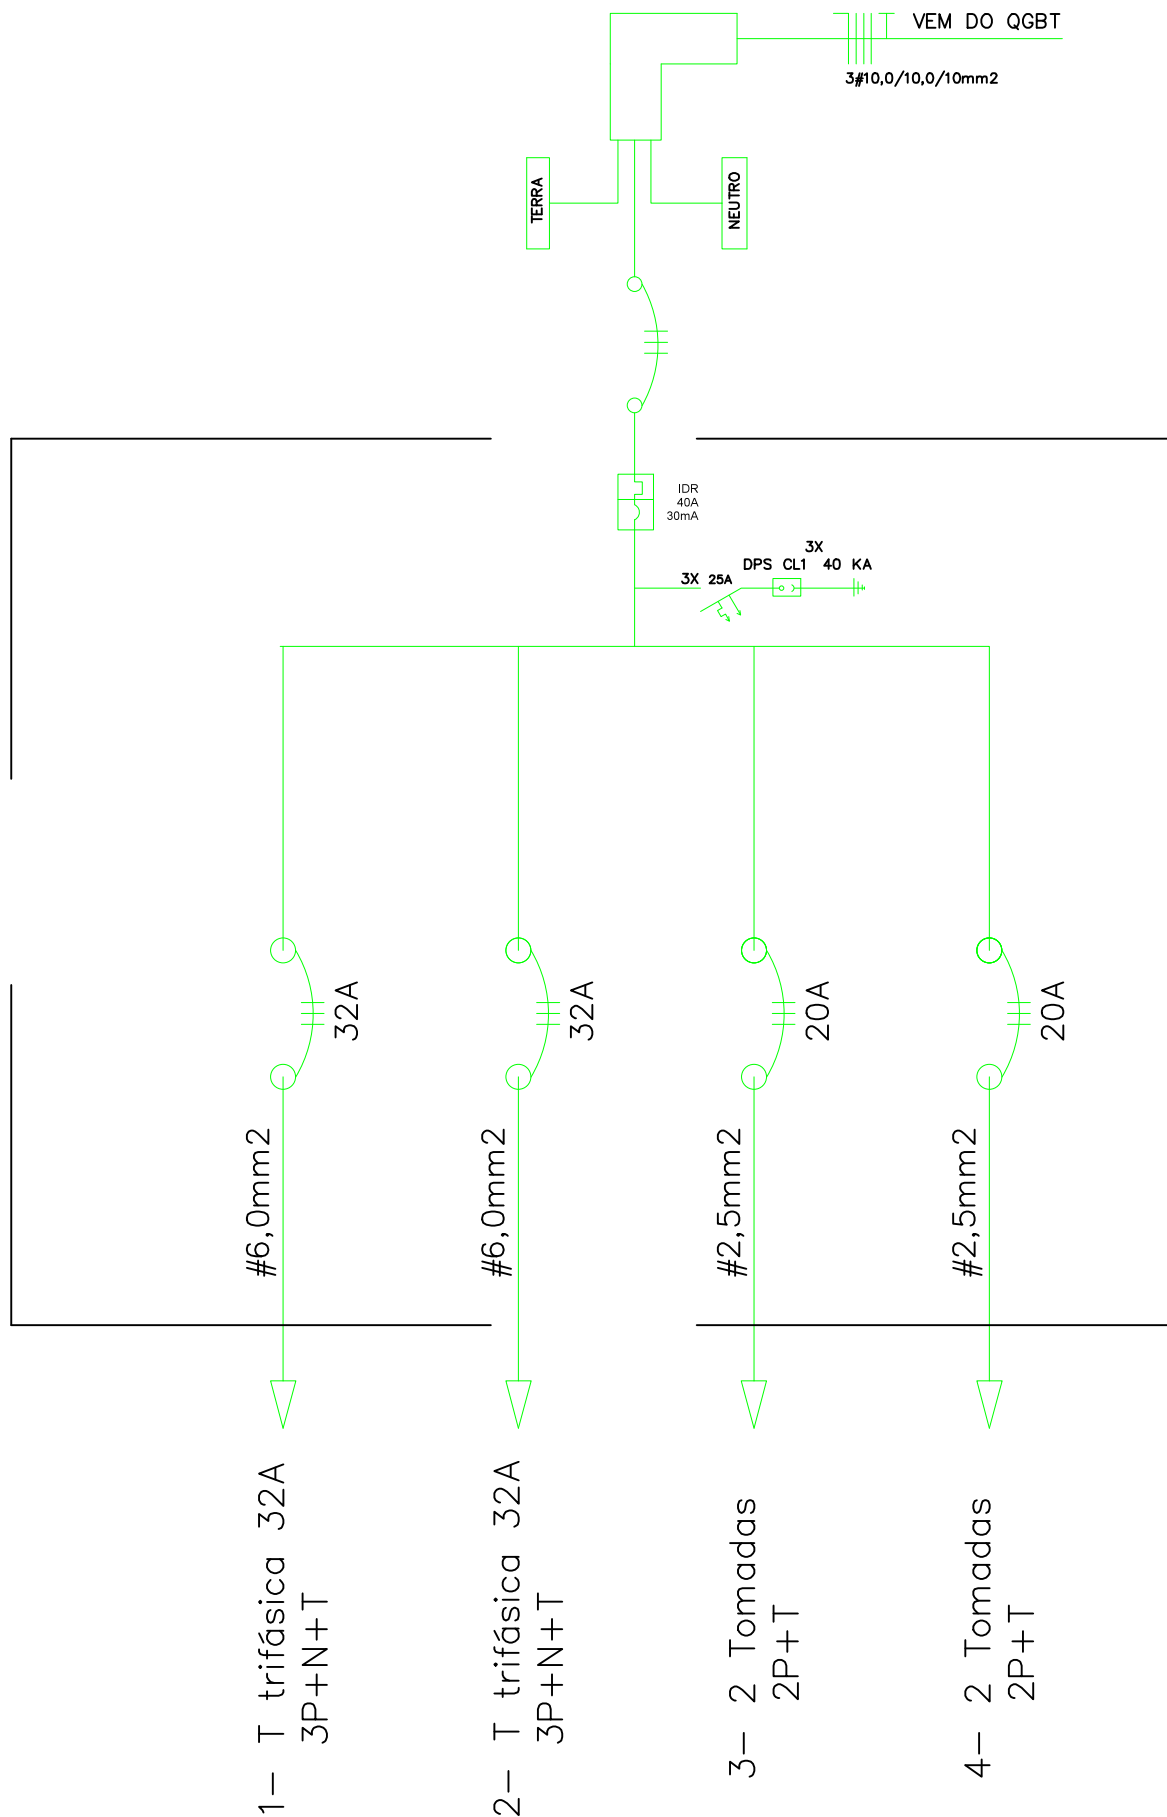 VEM DO QGBT
3#10,0/10,0/10mm2
TERRA
NEUTRO
IDR
40A
30mA
3X
DPS CL1 40 KA
3X 25A
32A
32A
20A
20A
#6,0mm2
#6,0mm2
#2,5mm2
#2,5mm2
1- T trifásica 32A
3P+N+T
2- T trifásica 32A
3P+N+T
3- 2 Tomadas
2P+T
4- 2 Tomadas
2P+T